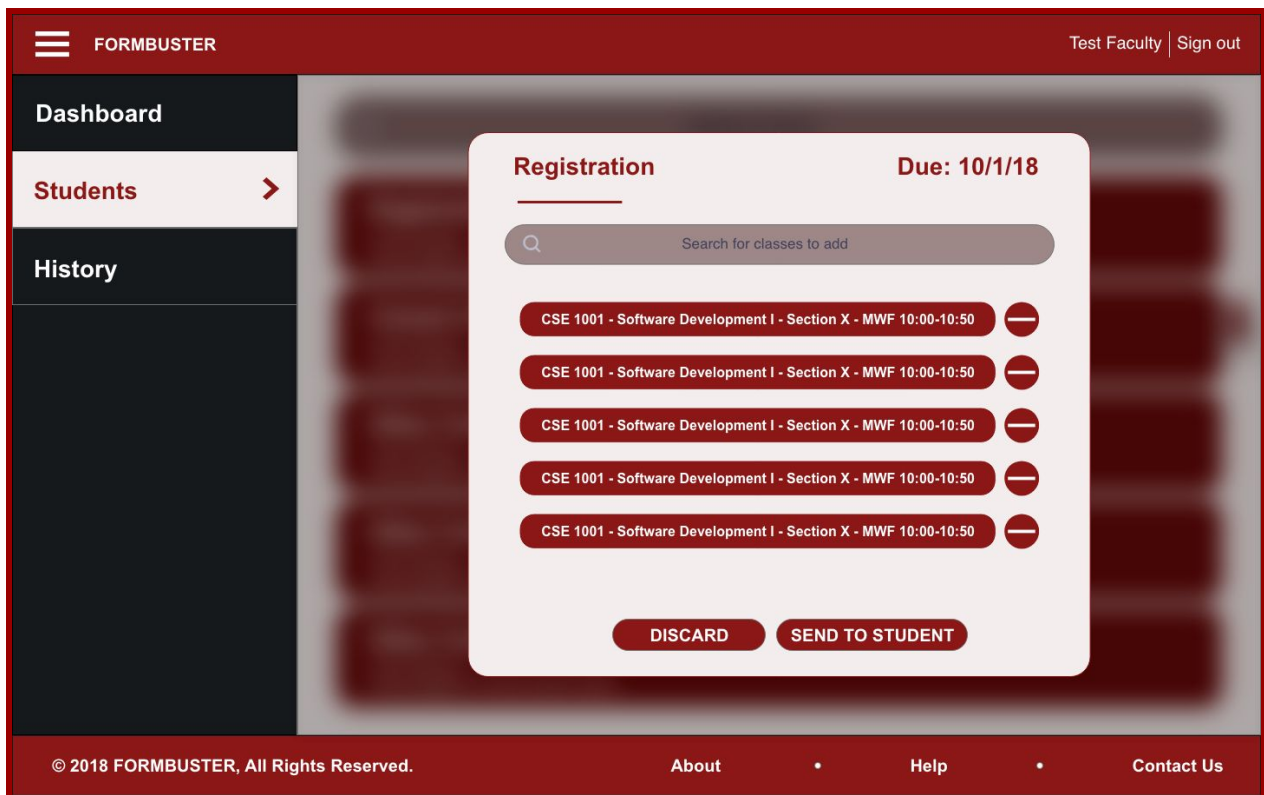 FORMBUSTER
Test Faculty | Sign out
Dashboard
Students
History
Registration
Due: 10/1/18
Search for classes to add
CSE 1001 - Software Development I - Section X - MWF 10:00-10:50
CSE 1001 - Software Development I - Section X - MWF 10:00-10:50
CSE 1001 - Software Development I - Section X - MWF 10:00-10:50
CSE 1001 - Software Development I - Section X - MWF 10:00-10:50
CSE 1001 - Software Development I - Section X - MWF 10:00-10:50
DISCARD
SEND TO STUDENT
© 2018 FORMBUSTER, All Rights Reserved.
About • Help • Contact Us